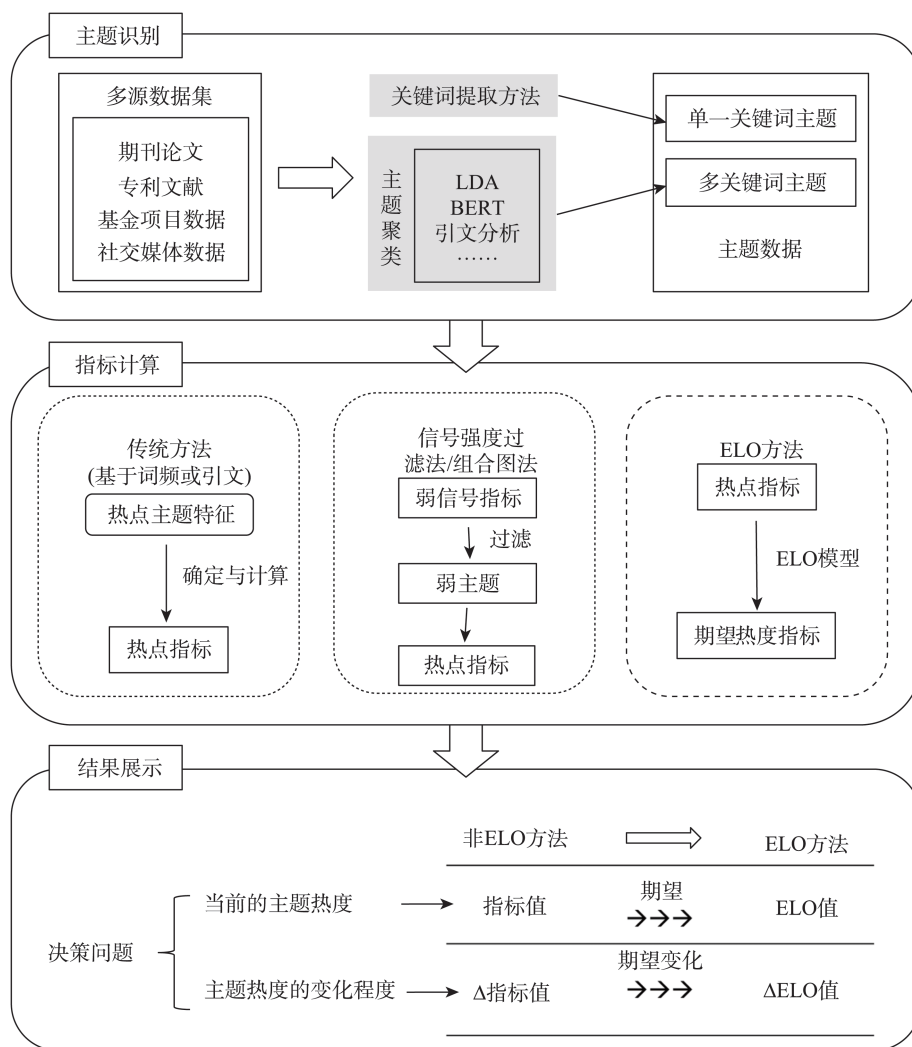 主题识别
多源数据集
期刊论文
专利文献
基金项目数据
社交媒体数据
关键词提取方法
主题聚类
LDA
BERT
引文分析
……
单一关键词主题
多关键词主题
主题数据
指标计算
传统方法
(基于词频或引文)
热点主题特征
确定与计算
热点指标
信号强度过
滤法/组合图法
弱信号指标
过滤
弱主题
热点指标
ELO方法
热点指标
ELO模型
期望热度指标
结果展示
非ELO方法
ELO方法
决策问题
当前的主题热度
指标值
期望
ELO值
主题热度的变化程度
Δ指标值
期望变化
ΔELO值